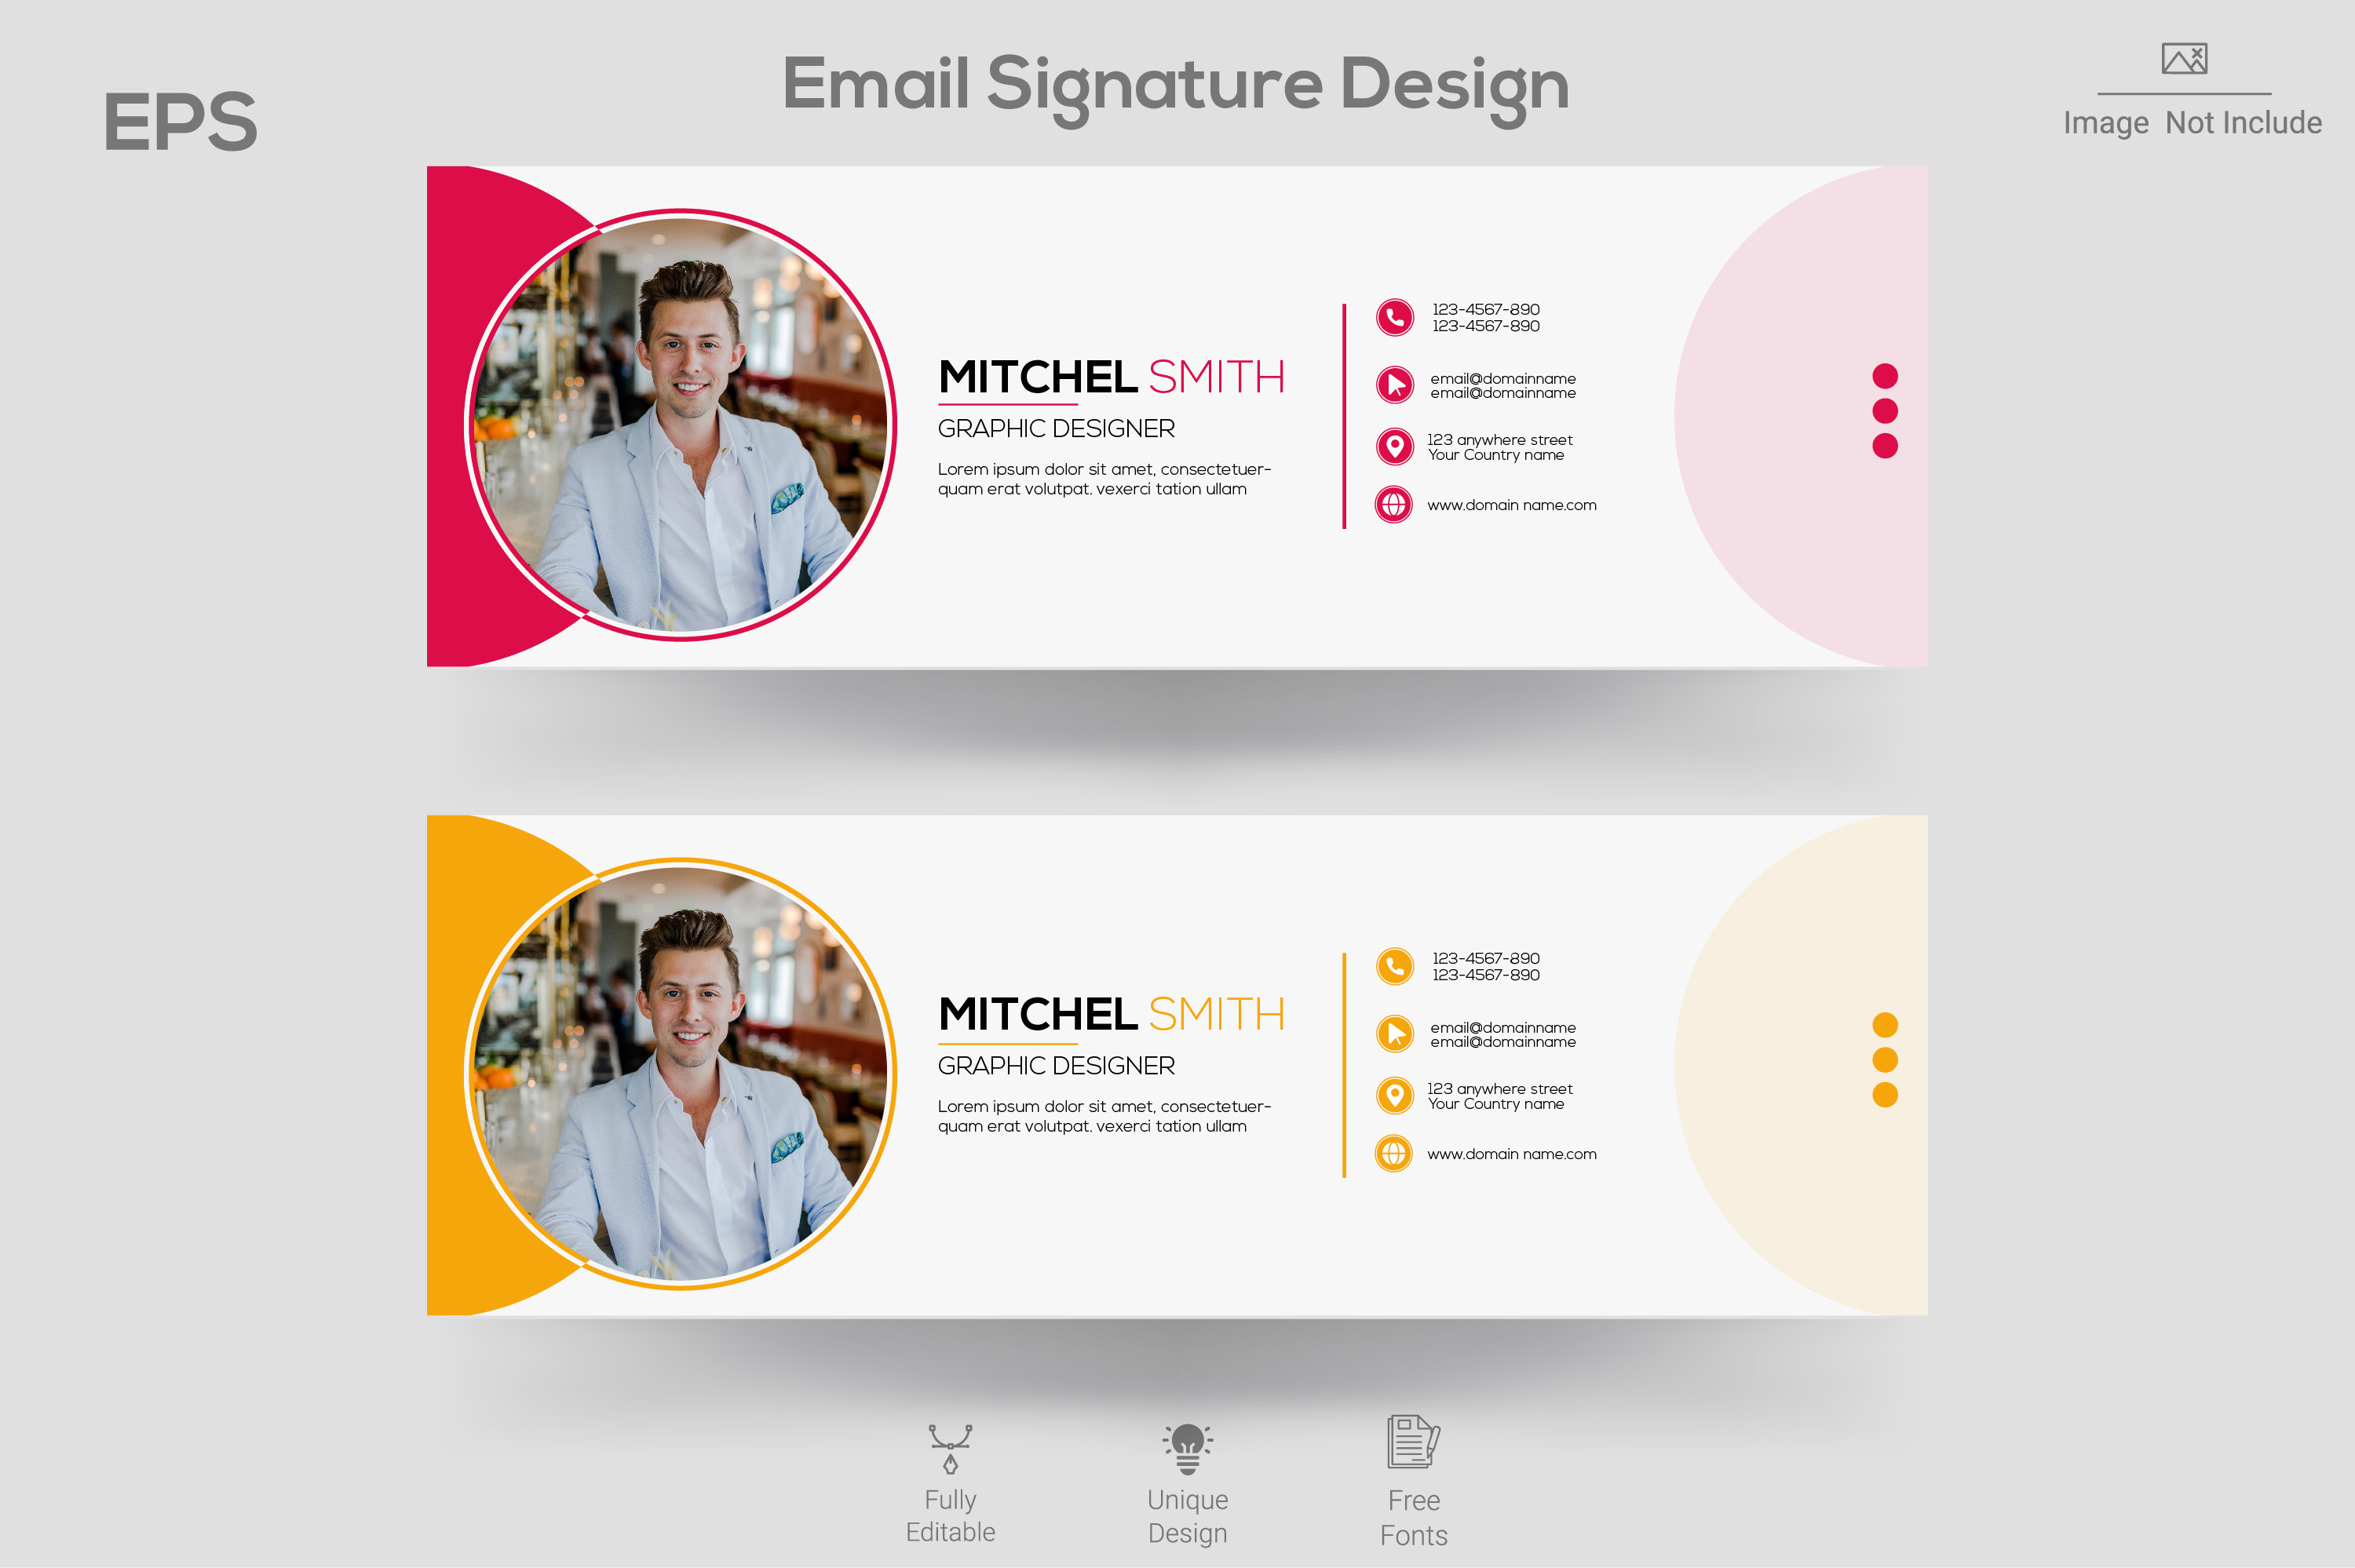 Email Signature Design
EPS
Image Not Include
MITCHEL SMITH
GRAPHIC DESIGNER
Lorem ipsum dolor sit amet, consectetuer-
quam erat volutpat. vexerci tation ullam
123-4567-890
123-4567-890
email@domainname
email@domainname
123 anywhere street
Your Country name
www.domain name.com
MITCHEL SMITH
GRAPHIC DESIGNER
Lorem ipsum dolor sit amet, consectetuer-
quam erat volutpat. vexerci tation ullam
123-4567-890
123-4567-890
email@domainname
email@domainname
123 anywhere street
Your Country name
www.domain name.com
Fully
Editable
Unique
Design
Free
Fonts